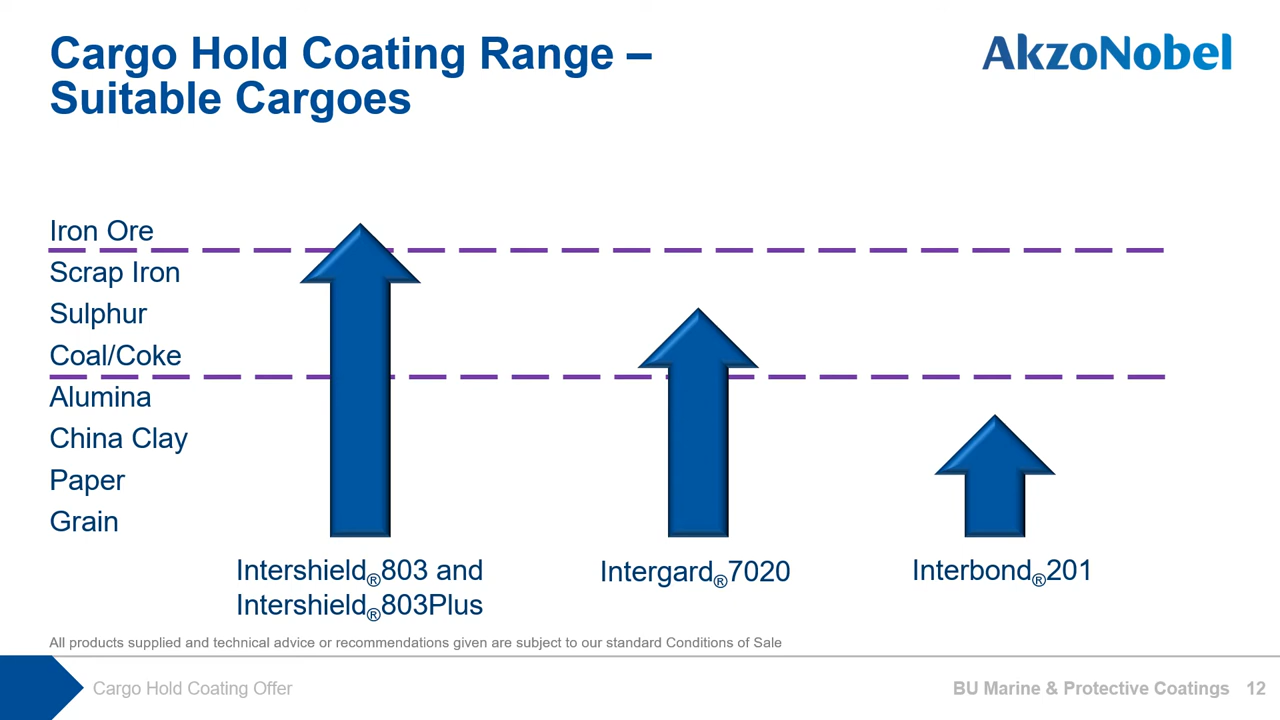 Cargo Hold Coating Range –
Suitable Cargoes
AkzoNobel
Iron Ore
Scrap Iron
Sulphur
Coal/Coke
Alumina
China Clay
Paper
Grain
Intershield®803 and
Intershield®803Plus
Intergard®7020
Interbond®201
All products supplied and technical advice or recommendations given are subject to our standard Conditions of Sale
Cargo Hold Coating Offer
BU Marine & Protective Coatings 12